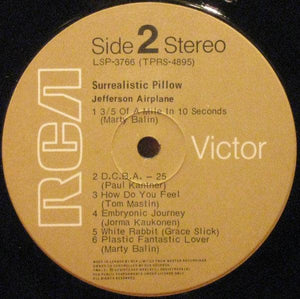 Side 2 Stereo
LSP-3766 (TPRS-4895)
Surrealistic Pillow
Jefferson Airplane
1 3/5 Of A Mile In 10 Seconds
(Marty Balin)
RCA
Victor
2 D.C.B.A. – 25
(Paul Kantner)
3 How Do You Feel
(Tom Mastin)
4 Embryonic Journey
(Jorma Kaukonen)
5 White Rabbit (Grace Slick)
6 Plastic Fantastic Lover
(Marty Balin)